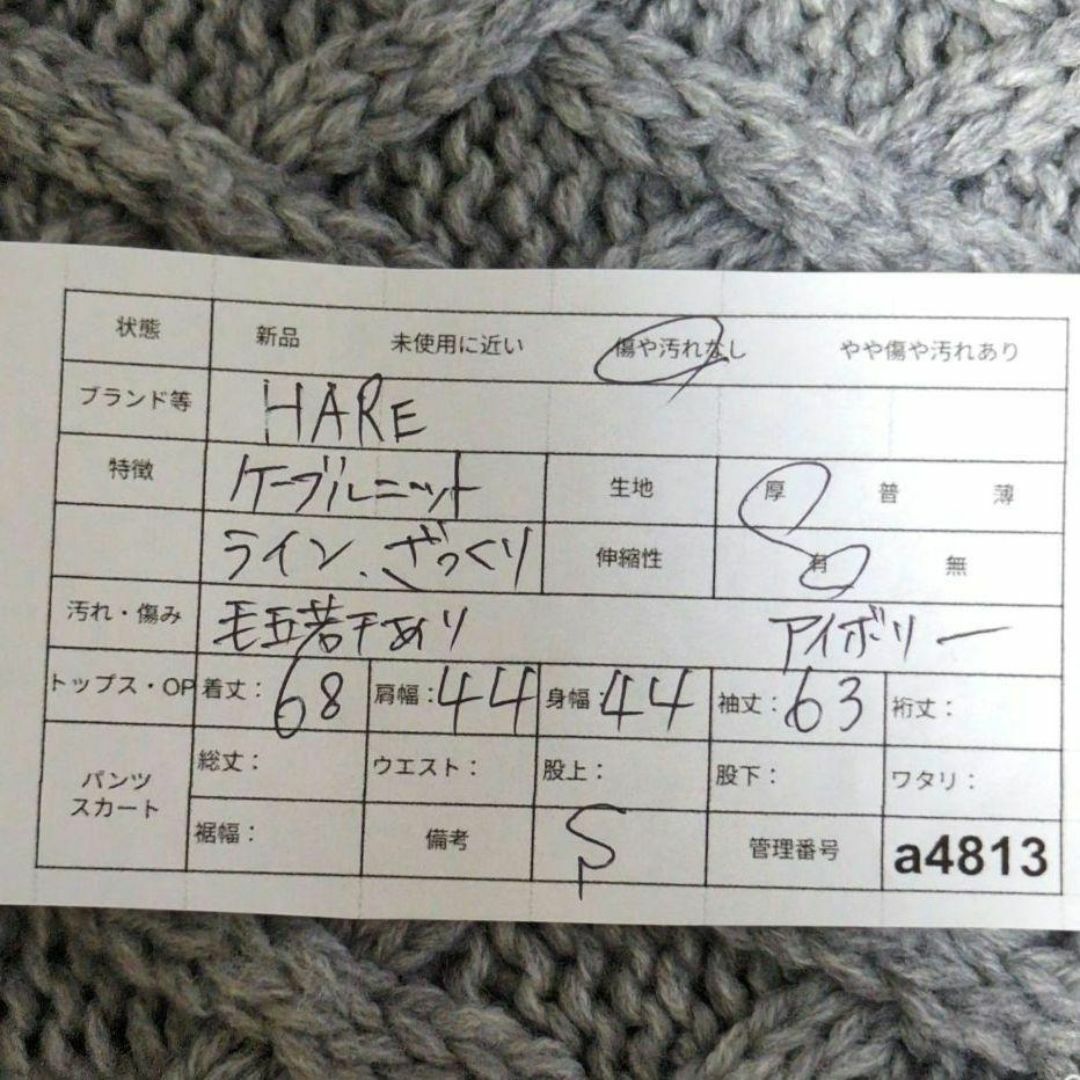 状態 新品 未使用に近い 傷や汚れなし やや傷や汚れあり
ブランド等 HARE
特徴 ケーブルニット 生地 厚 普 薄
ライン、ざっくり 伸縮性 有 無
汚れ・傷み 毛玉若干あり アイボリー
トップス・OP 着丈：68 肩幅：44 身幅：44 袖丈：63 裄丈：
パンツ 総丈： ウエスト： 股上： 股下： ワタリ：
スカート
裾幅： 備考 S 管理番号 a4813